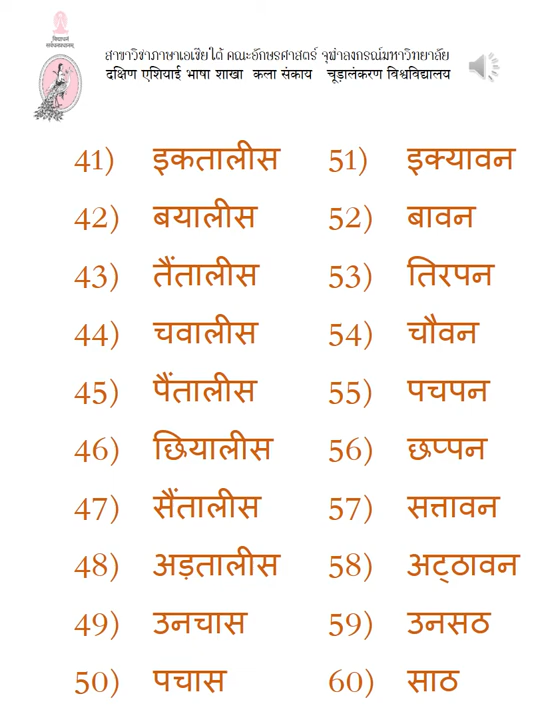 สาขาวิชาภาษาเอเชียใต้ คณะอักษรศาสตร์ จุฬาลงกรณ์มหาวิทยาลัย
दक्षिण एशियाई भाषा शाखा कला संकाय चूड़ालंकरण विश्वविद्यालय
41) इकतालीस 51) इक्यावन
42) बयालीस 52) बावन
43) तैंतालीस 53) तिरपन
44) चवालीस 54) चौवन
45) पैंतालीस 55) पचपन
46) छियालीस 56) छप्पन
47) सैंतालीस 57) सत्तावन
48) अड़तालीस 58) अट्ठावन
49) उनचास 59) उनसठ
50) पचास 60) साठ